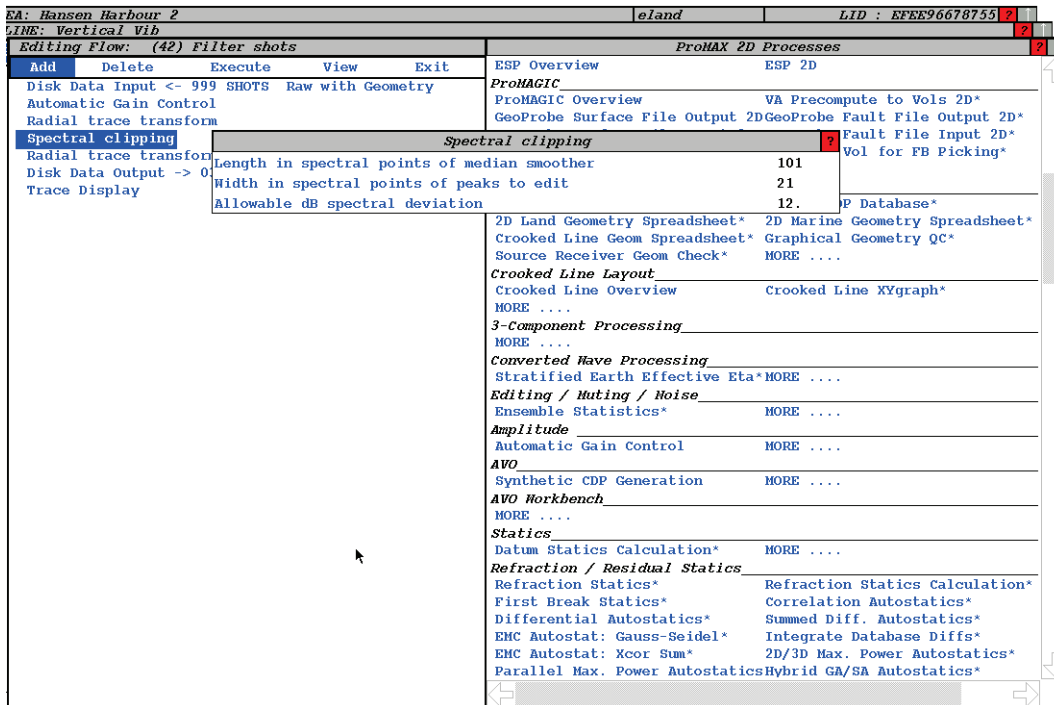 EA: Hansen Harbour 2 eland LID : EFEE96678755 ?
LINE: Vertical Vib ?
Editing Flow: (42) Filter shots
Add Delete Execute View Exit
Disk Data Input <- 999 SHOTS Raw with Geometry
Automatic Gain Control
Radial trace transform
Spectral clipping
Radial trace transfor
Disk Data Output ->
Trace Display
Spectral clipping ?
Length in spectral points of median smoother 101
Width in spectral points of peaks to edit 21
Allowable dB spectral deviation 12.
ProMAX 2D Processes ?
ESP Overview ESP 2D
ProMAGIC
ProMAGIC Overview VA Precompute to Vols 2D*
GeoProbe Surface File Output 2DGeoProbe Fault File Output 2D*
Fault File Input 2D*
Vol for FB Picking*
Database*
2D Land Geometry Spreadsheet* 2D Marine Geometry Spreadsheet*
Crooked Line Geom Spreadsheet* Graphical Geometry QC*
Source Receiver Geom Check* MORE ....
Crooked Line Layout
Crooked Line Overview Crooked Line XYgraph*
MORE ....
3-Component Processing
MORE ....
Converted Wave Processing
Stratified Earth Effective Eta*MORE ....
Editing / Muting / Noise
Ensemble Statistics* MORE ....
Amplitude
Automatic Gain Control MORE ....
AVO
Synthetic CDP Generation MORE ....
AVO Workbench
MORE ....
Statics
Datum Statics Calculation* MORE ....
Refraction / Residual Statics
Refraction Statics* Refraction Statics Calculation*
First Break Statics* Correlation Autostatics*
Differential Autostatics* Summed Diff. Autostatics*
EMC Autostat: Gauss-Seidel* Integrate Database Diffs*
EMC Autostat: Xcor Sum* 2D/3D Max. Power Autostatics*
Parallel Max. Power AutostaticsHybrid GA/SA Autostatics*